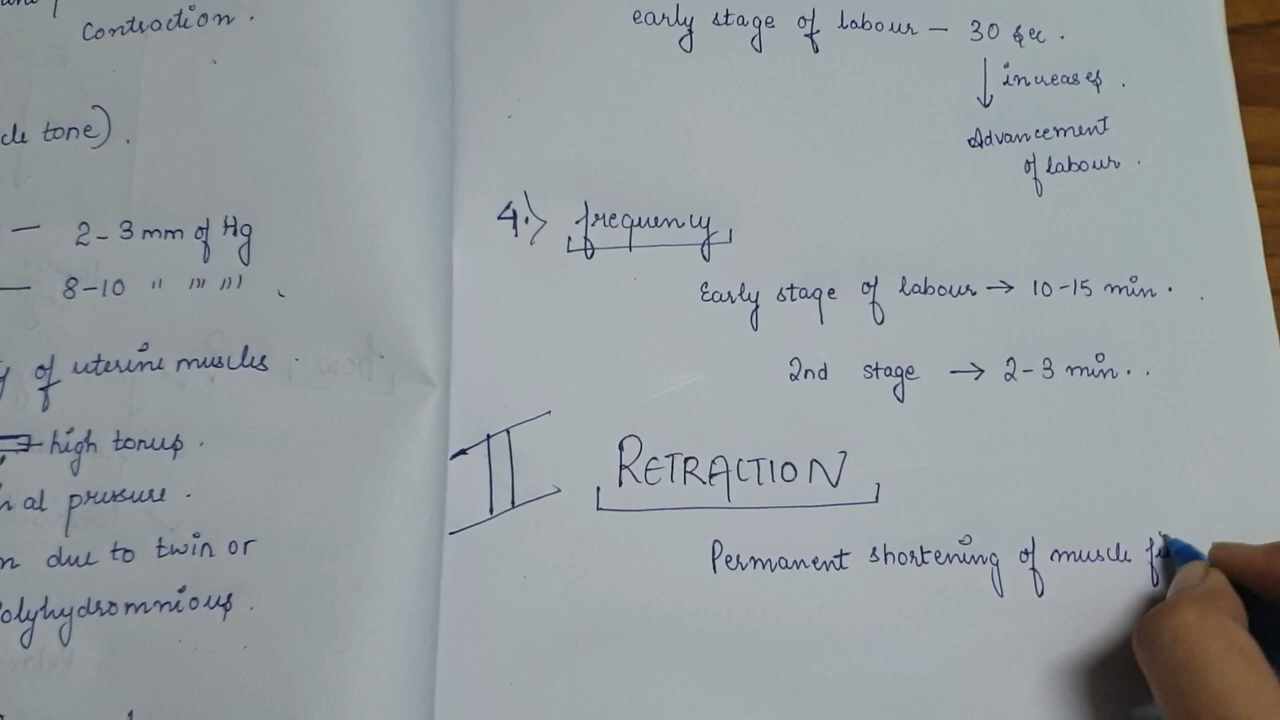 Contraction.
cle tone).
— 2-3 mm of Hg
— 8-10 " "' "')
of uterine muscles
high tonus.
al pressure.
n due to twin or
olyhydromnious.
early stage of labour — 30 sec.
↓ increases.
Advancement
of labour.
4.) frequency
Early stage of labour → 10-15 min.
2nd stage → 2-3 min..
II RETRACTION
Permanent shortening of muscle